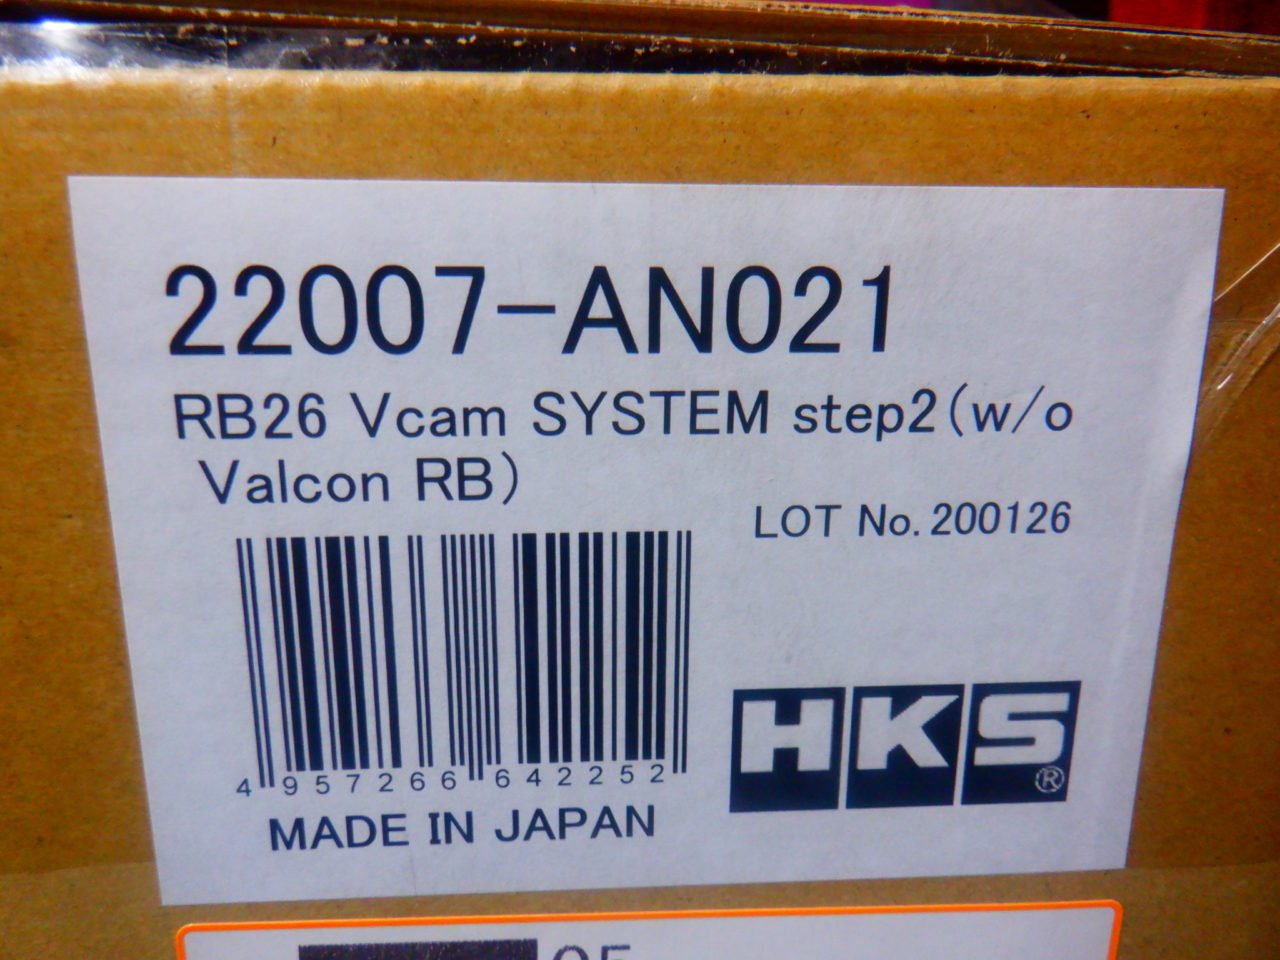 22007-AN021
RB26 Vcam SYSTEM step2(w/o
Valcon RB)
LOT No. 200126
4 957266 642252
MADE IN JAPAN
HKS®